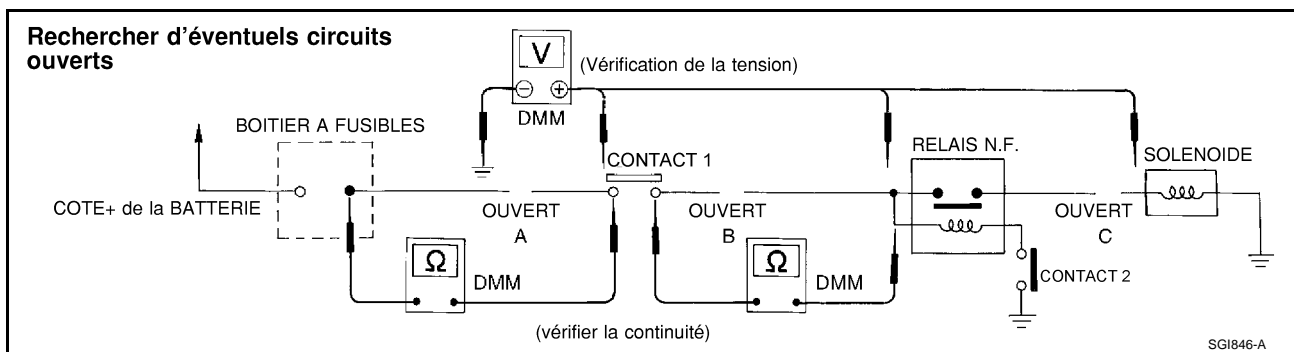 Rechercher d'éventuels circuits
ouverts
V
(Vérification de la tension)
− +
DMM
BOITIER A FUSIBLES
RELAIS N.F.
CONTACT 1
SOLENOIDE
COTE+ de la BATTERIE
OUVERT
A
OUVERT
B
OUVERT
C
Ω
DMM
Ω
DMM
CONTACT 2
(vérifier la continuité)
SGI846-A